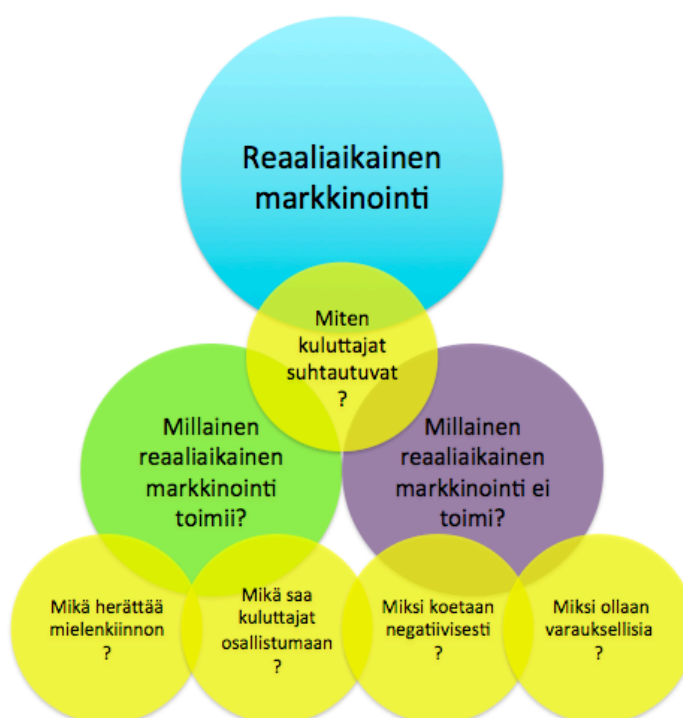 Reaaliaikainen
markkinointi
Miten
kuluttajat
suhtautuvat
?
Millainen
reaaliaikainen
markkinointi
toimii?
Millainen
reaaliaikainen
markkinointi ei
toimi?
Mikä herättää
mielenkiinnon
?
Mikä saa
kuluttajat
osallistumaan
?
Miksi koetaan
negatiivisesti
?
Miksi ollaan
varauksellisia
?